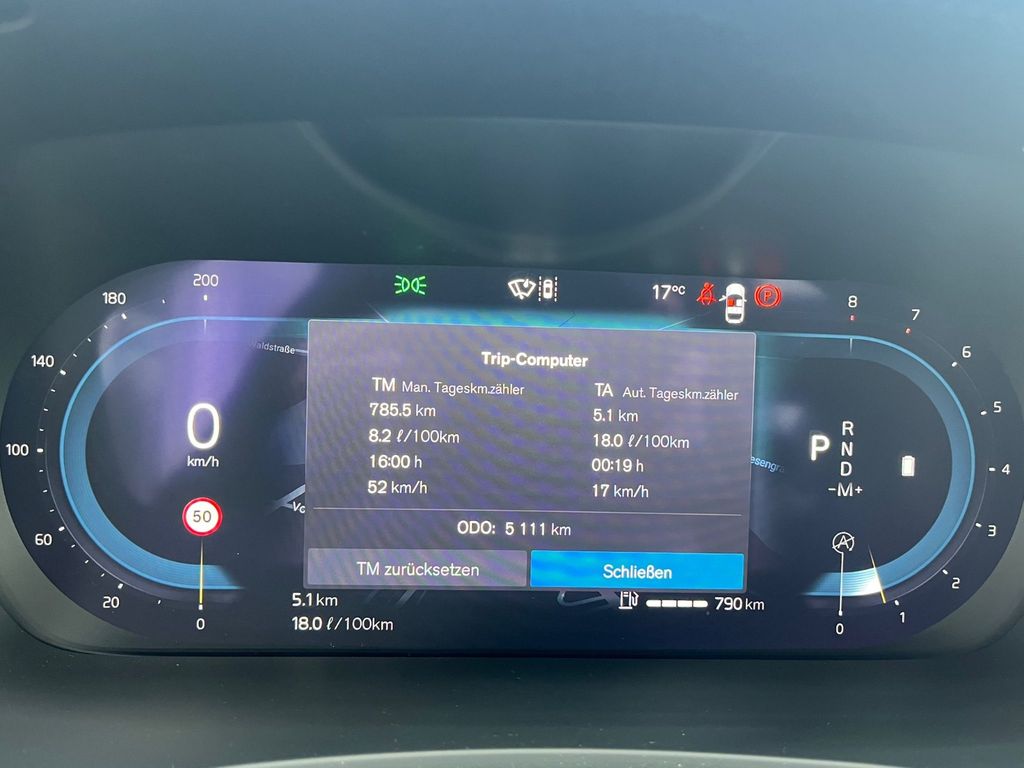 200
180
140
100
60
20
0
17°C
P
8
7
6
5
4
3
2
1
0
0
km/h
50
Trip-Computer
TM Man. Tageskm.zähler
785.5 km
8.2 ℓ/100km
16:00 h
52 km/h
TA Aut. Tageskm.zähler
5.1 km
18.0 ℓ/100km
00:19 h
17 km/h
ODO: 5 111 km
TM zurücksetzen
Schließen
P
R
N
D
-M+
A
5.1 km
18.0 ℓ/100km
790 km